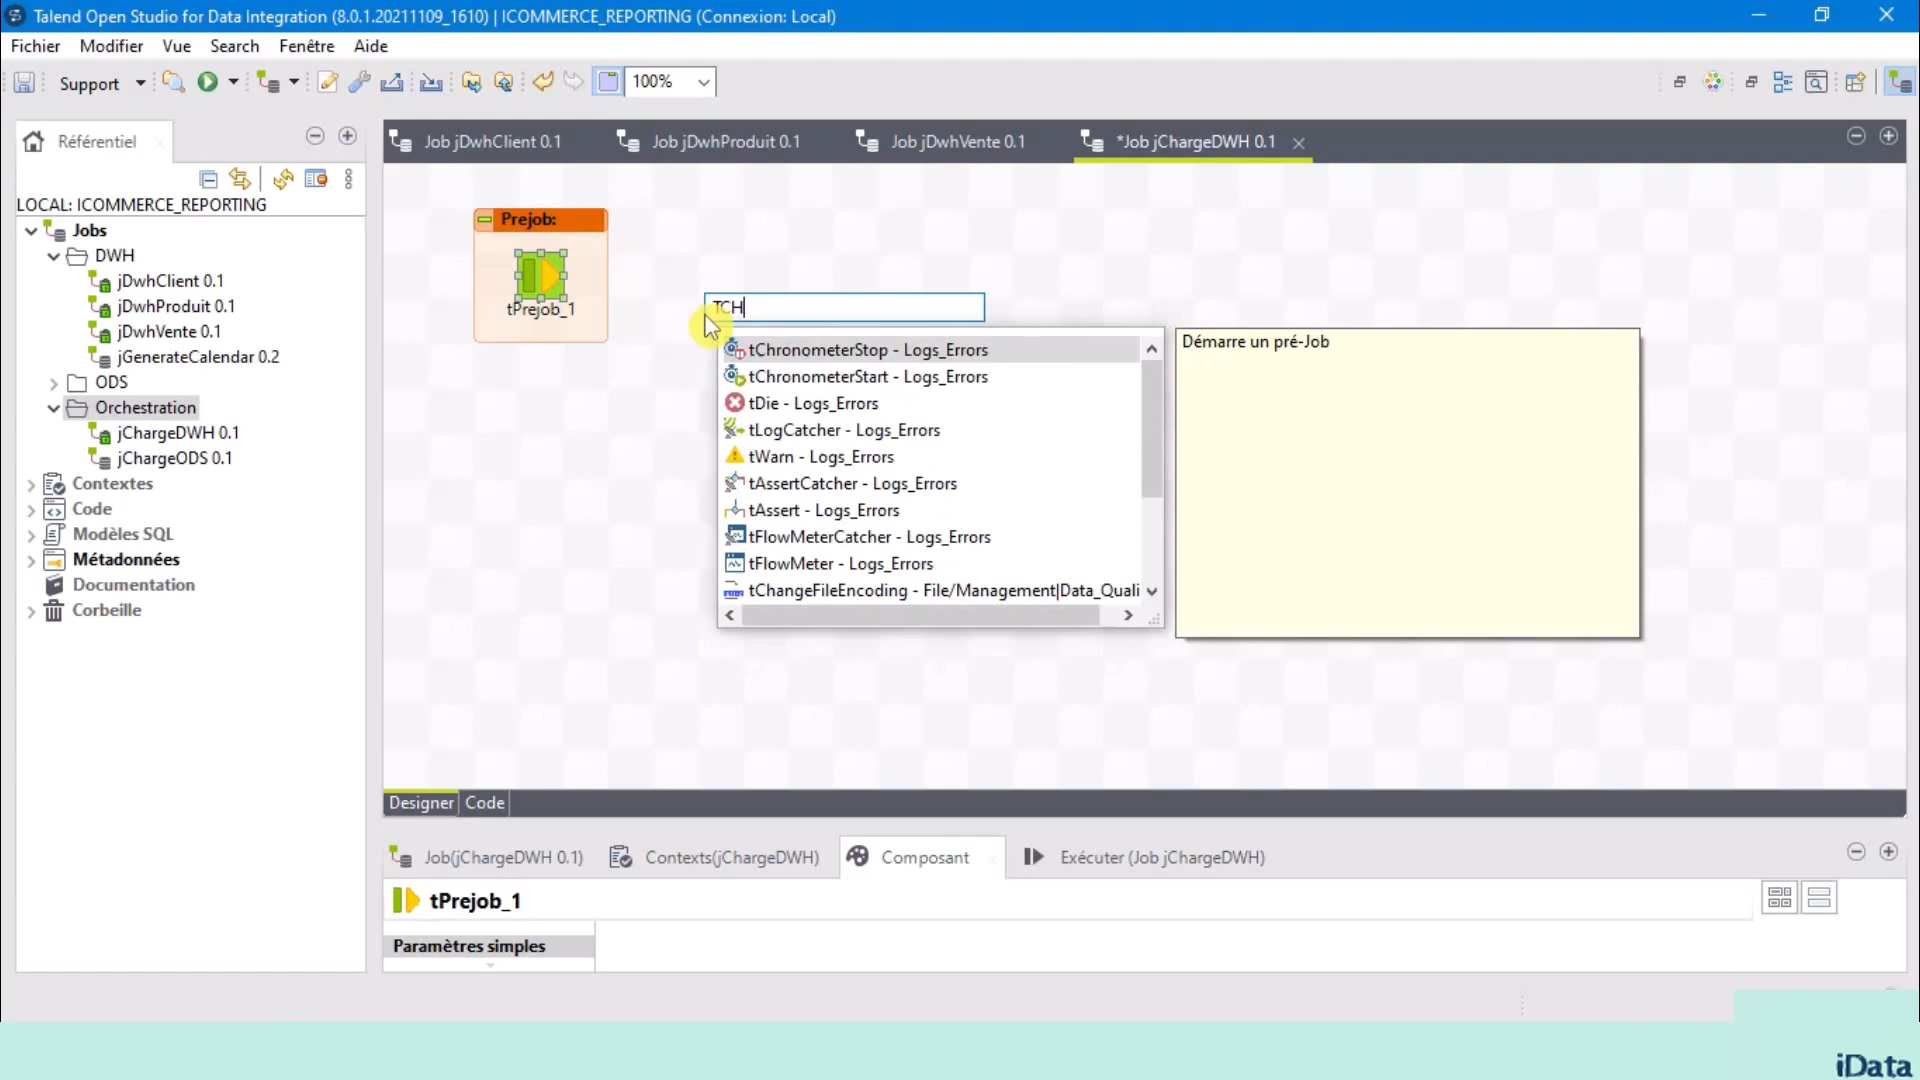 Talend Open Studio for Data Integration (8.0.1.20211109_1610) | ICOMMERCE_REPORTING (Connexion: Local)
Fichier Modifier Vue Search Fenêtre Aide
Support 100%
Référentiel
LOCAL: ICOMMERCE_REPORTING
Jobs
DWH
jDwhClient 0.1
jDwhProduit 0.1
jDwhVente 0.1
jGenerateCalendar 0.2
ODS
Orchestration
jChargeDWH 0.1
jChargeODS 0.1
Contextes
Code
Modèles SQL
Métadonnées
Documentation
Corbeille
Job jDwhClient 0.1 Job jDwhProduit 0.1 Job jDwhVente 0.1 *Job jChargeDWH 0.1
Prejob:
tPrejob_1
TCH
tChronometerStop - Logs_Errors
tChronometerStart - Logs_Errors
tDie - Logs_Errors
tLogCatcher - Logs_Errors
tWarn - Logs_Errors
tAssertCatcher - Logs_Errors
tAssert - Logs_Errors
tFlowMeterCatcher - Logs_Errors
tFlowMeter - Logs_Errors
tChangeFileEncoding - File/Management|Data_Quali
Démarre un pré-Job
Designer Code
Job(jChargeDWH 0.1) Contexts(jChargeDWH) Composant Exécuter (Job jChargeDWH)
tPrejob_1
Paramètres simples
iData